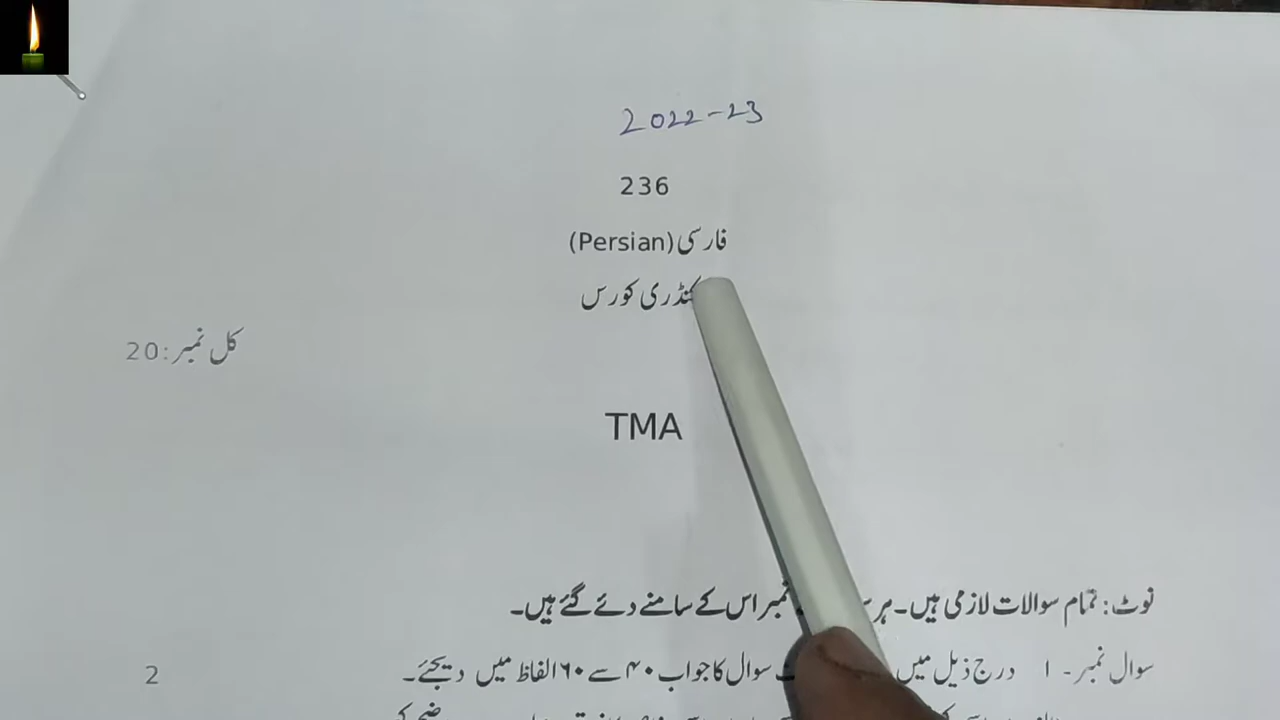 2022-23
236
فارسی (Persian)
کورس
کل نمبر: 20
TMA
نوٹ: تمام سوالات لازمی ہیں۔ ہر نمبر اس کے سامنے دئے گئے ہیں۔
سوال نمبر۔ ۱ درج ذیل میں سوال کا جواب ۴۰ سے ۶۰ الفاظ میں دیجئے۔ 2